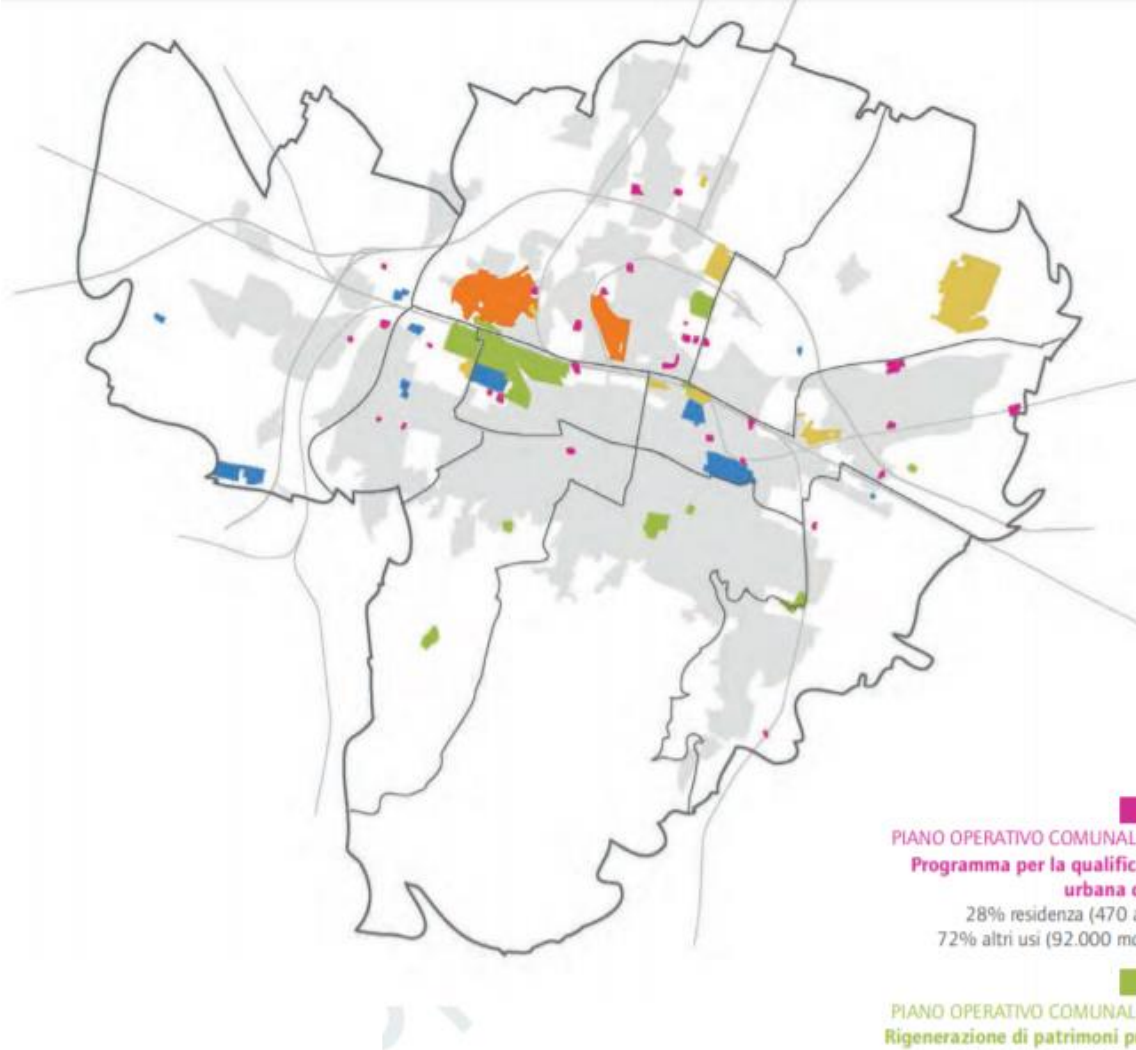 PIANO OPERATIVO COMUNAL
Programma per la qualific
urbana
28% residenza (470
72% altri usi (92.000
PIANO OPERATIVO COMUNAL
Rigenerazione di patrimoni